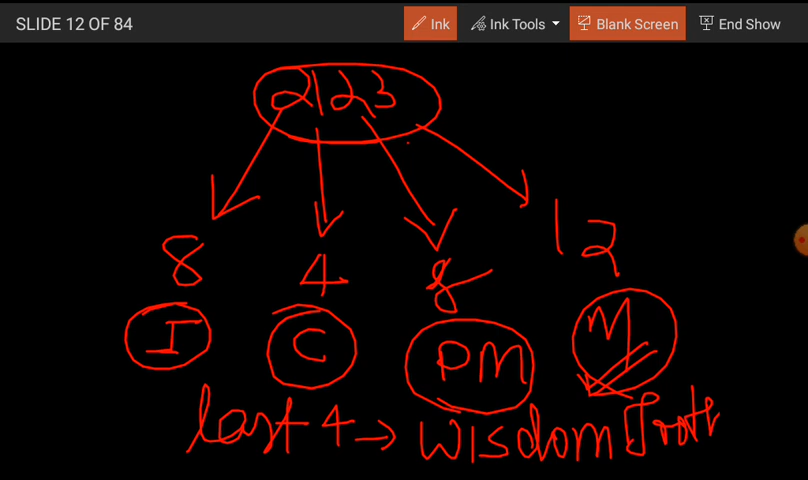 SLIDE 12 OF 84 Ink Ink Tools Blank Screen End Show
2123
8 4 8 12
I C PM M
last 4 → wisdom